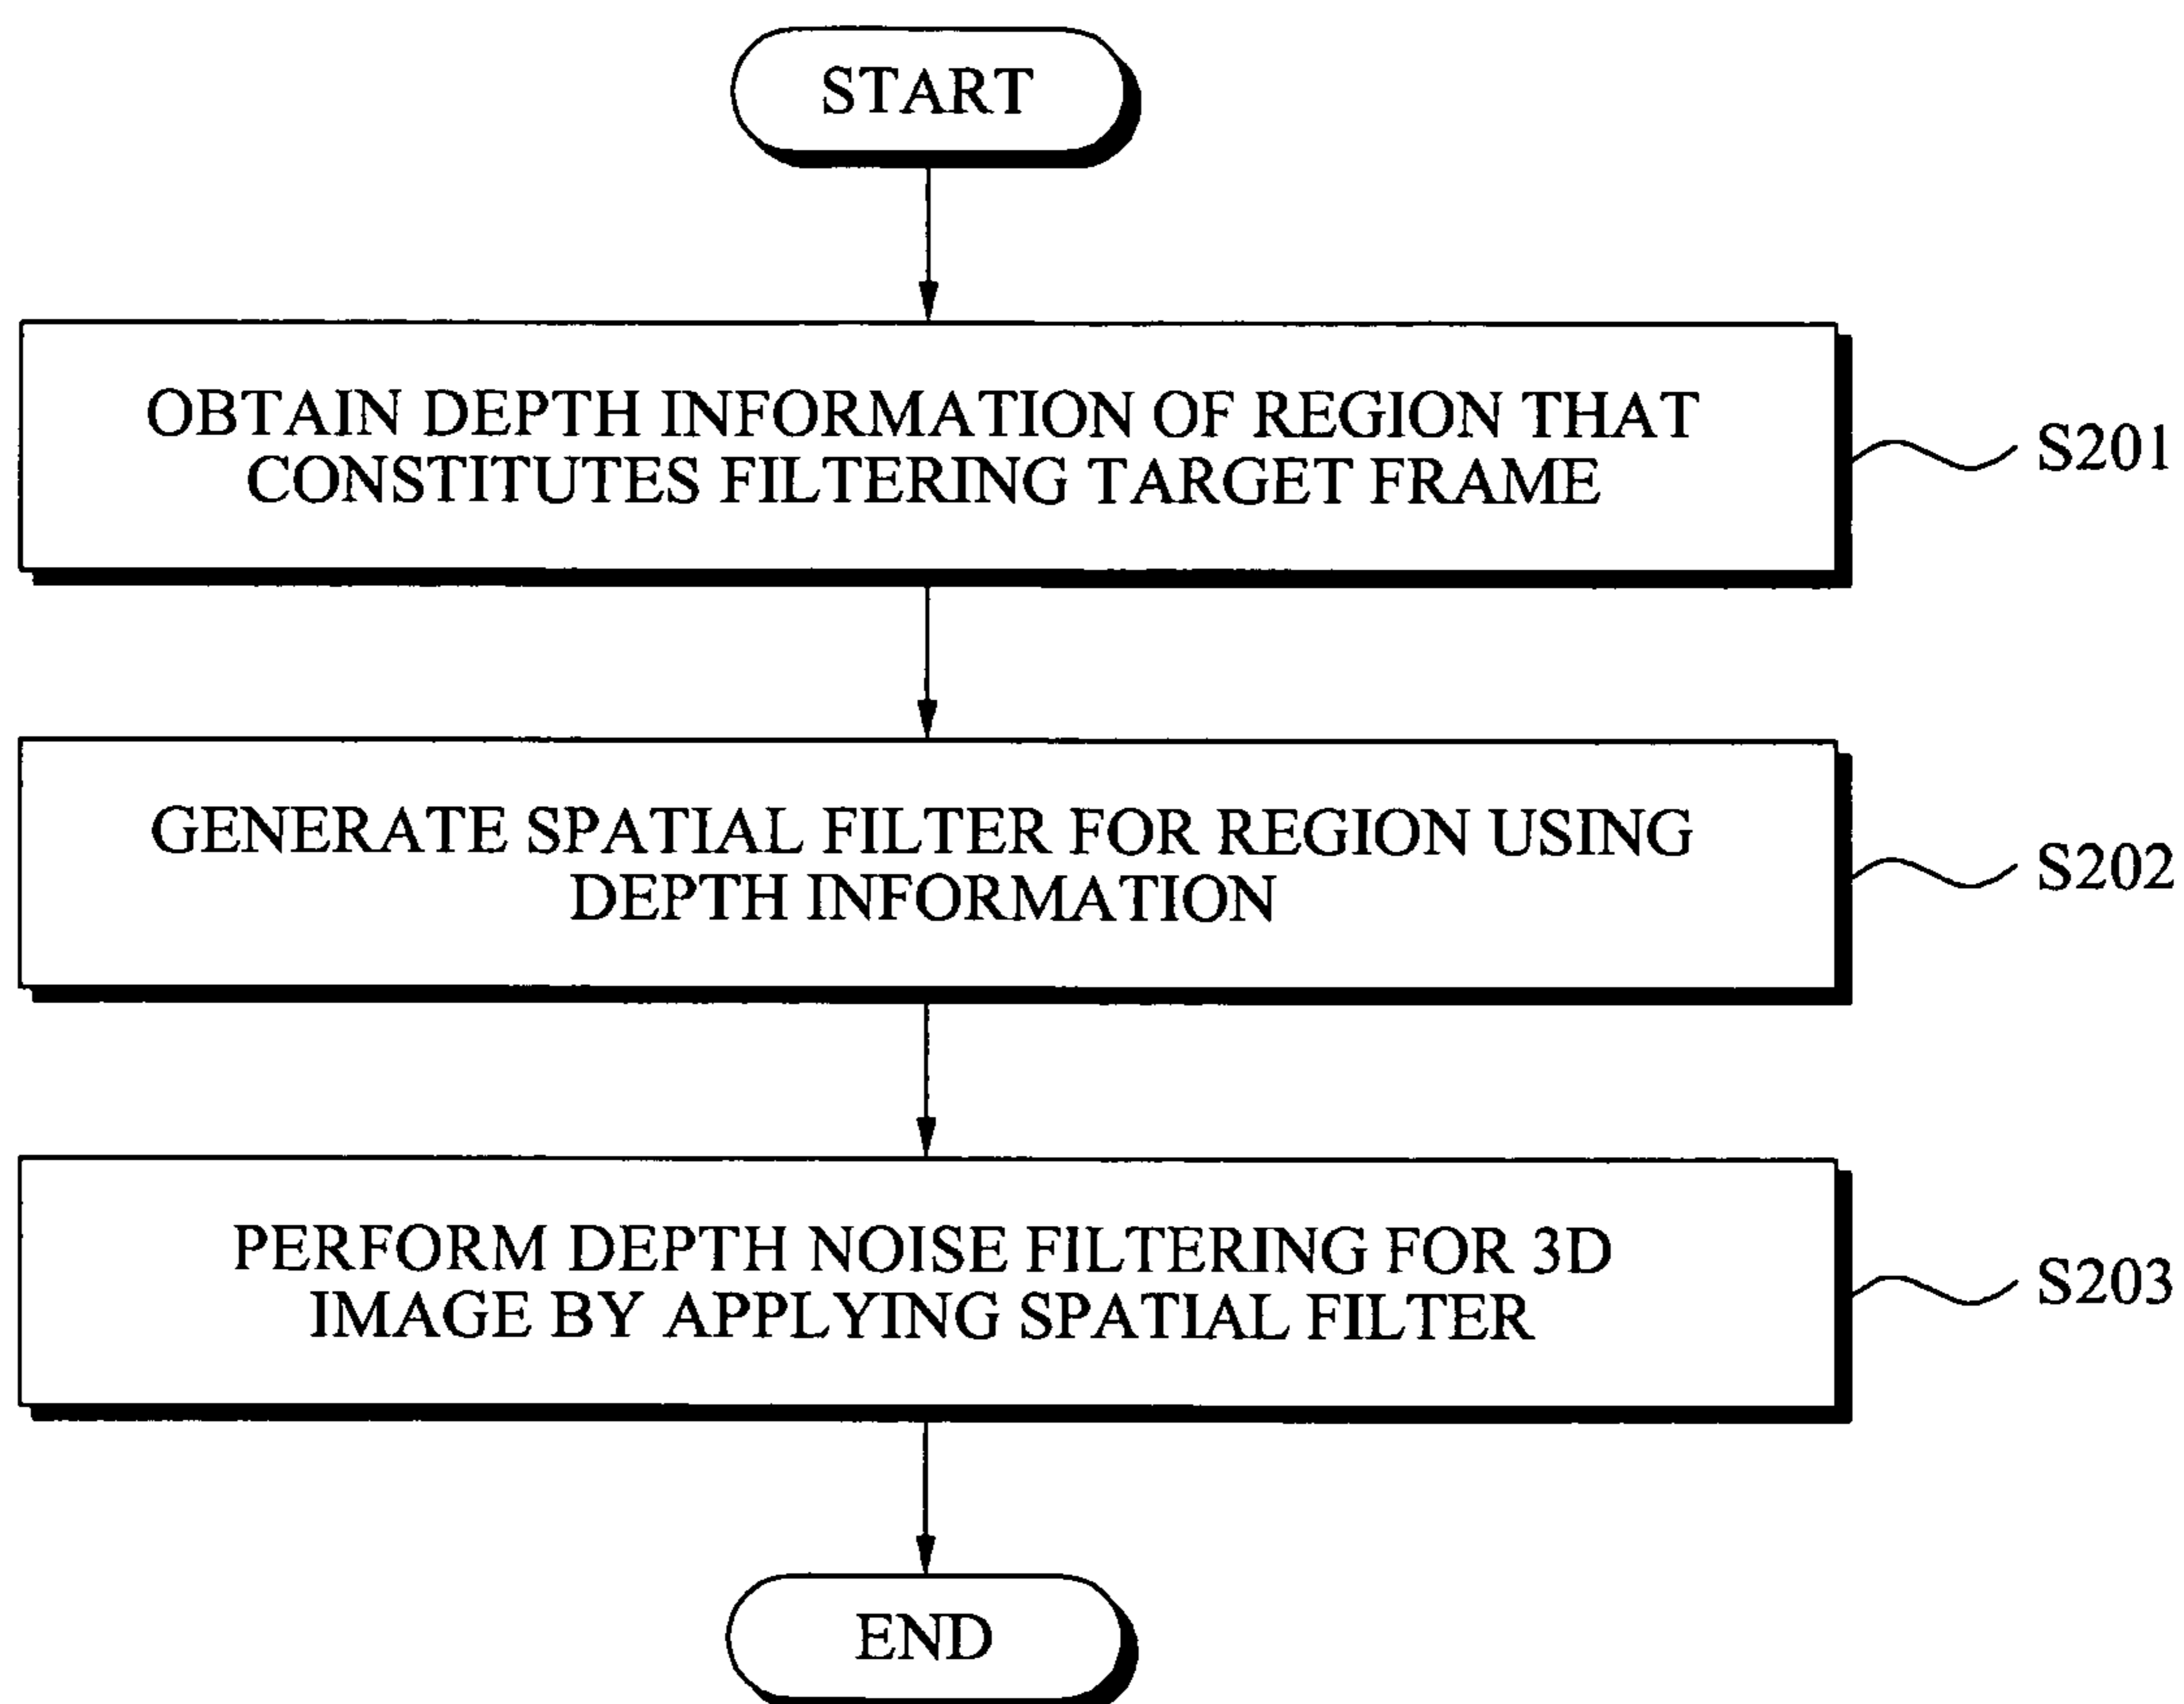 START
OBTAIN DEPTH INFORMATION OF REGION THAT
CONSTITUTES FILTERING TARGET FRAME
S201
GENERATE SPATIAL FILTER FOR REGION USING
DEPTH INFORMATION
S202
PERFORM DEPTH NOISE FILTERING FOR 3D
IMAGE BY APPLYING SPATIAL FILTER
S203
END